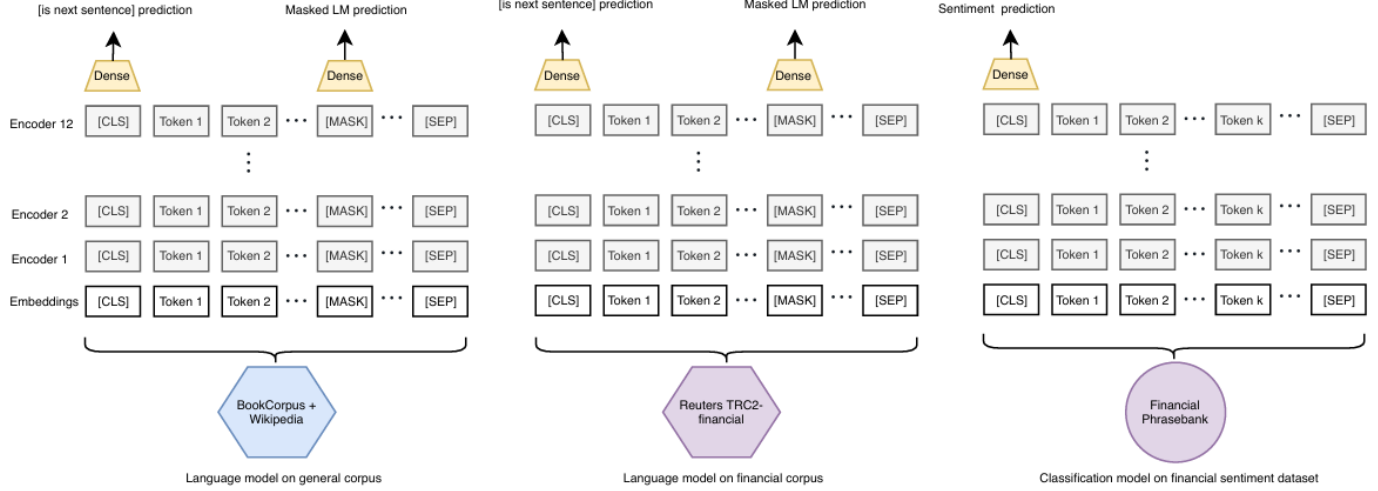 [is next sentence] prediction
Masked LM prediction
[is next sentence] prediction
Masked LM prediction
Sentiment prediction
Dense
Dense
Dense
Dense
Dense
Encoder 12
[CLS] Token 1 Token 2 ••• [MASK] ••• [SEP]
[CLS] Token 1 Token 2 ••• [MASK] ••• [SEP]
[CLS] Token 1 Token 2 ••• Token k ••• [SEP]
Encoder 2
[CLS] Token 1 Token 2 ••• [MASK] ••• [SEP]
[CLS] Token 1 Token 2 ••• [MASK] ••• [SEP]
[CLS] Token 1 Token 2 ••• Token k ••• [SEP]
Encoder 1
[CLS] Token 1 Token 2 ••• [MASK] ••• [SEP]
[CLS] Token 1 Token 2 ••• [MASK] ••• [SEP]
[CLS] Token 1 Token 2 ••• Token k ••• [SEP]
Embeddings
[CLS] Token 1 Token 2 ••• [MASK] ••• [SEP]
[CLS] Token 1 Token 2 ••• [MASK] ••• [SEP]
[CLS] Token 1 Token 2 ••• Token k ••• [SEP]
BookCorpus +
Wikipedia
Reuters TRC2-
financial
Financial
Phrasebank
Language model on general corpus
Language model on financial corpus
Classification model on financial sentiment dataset